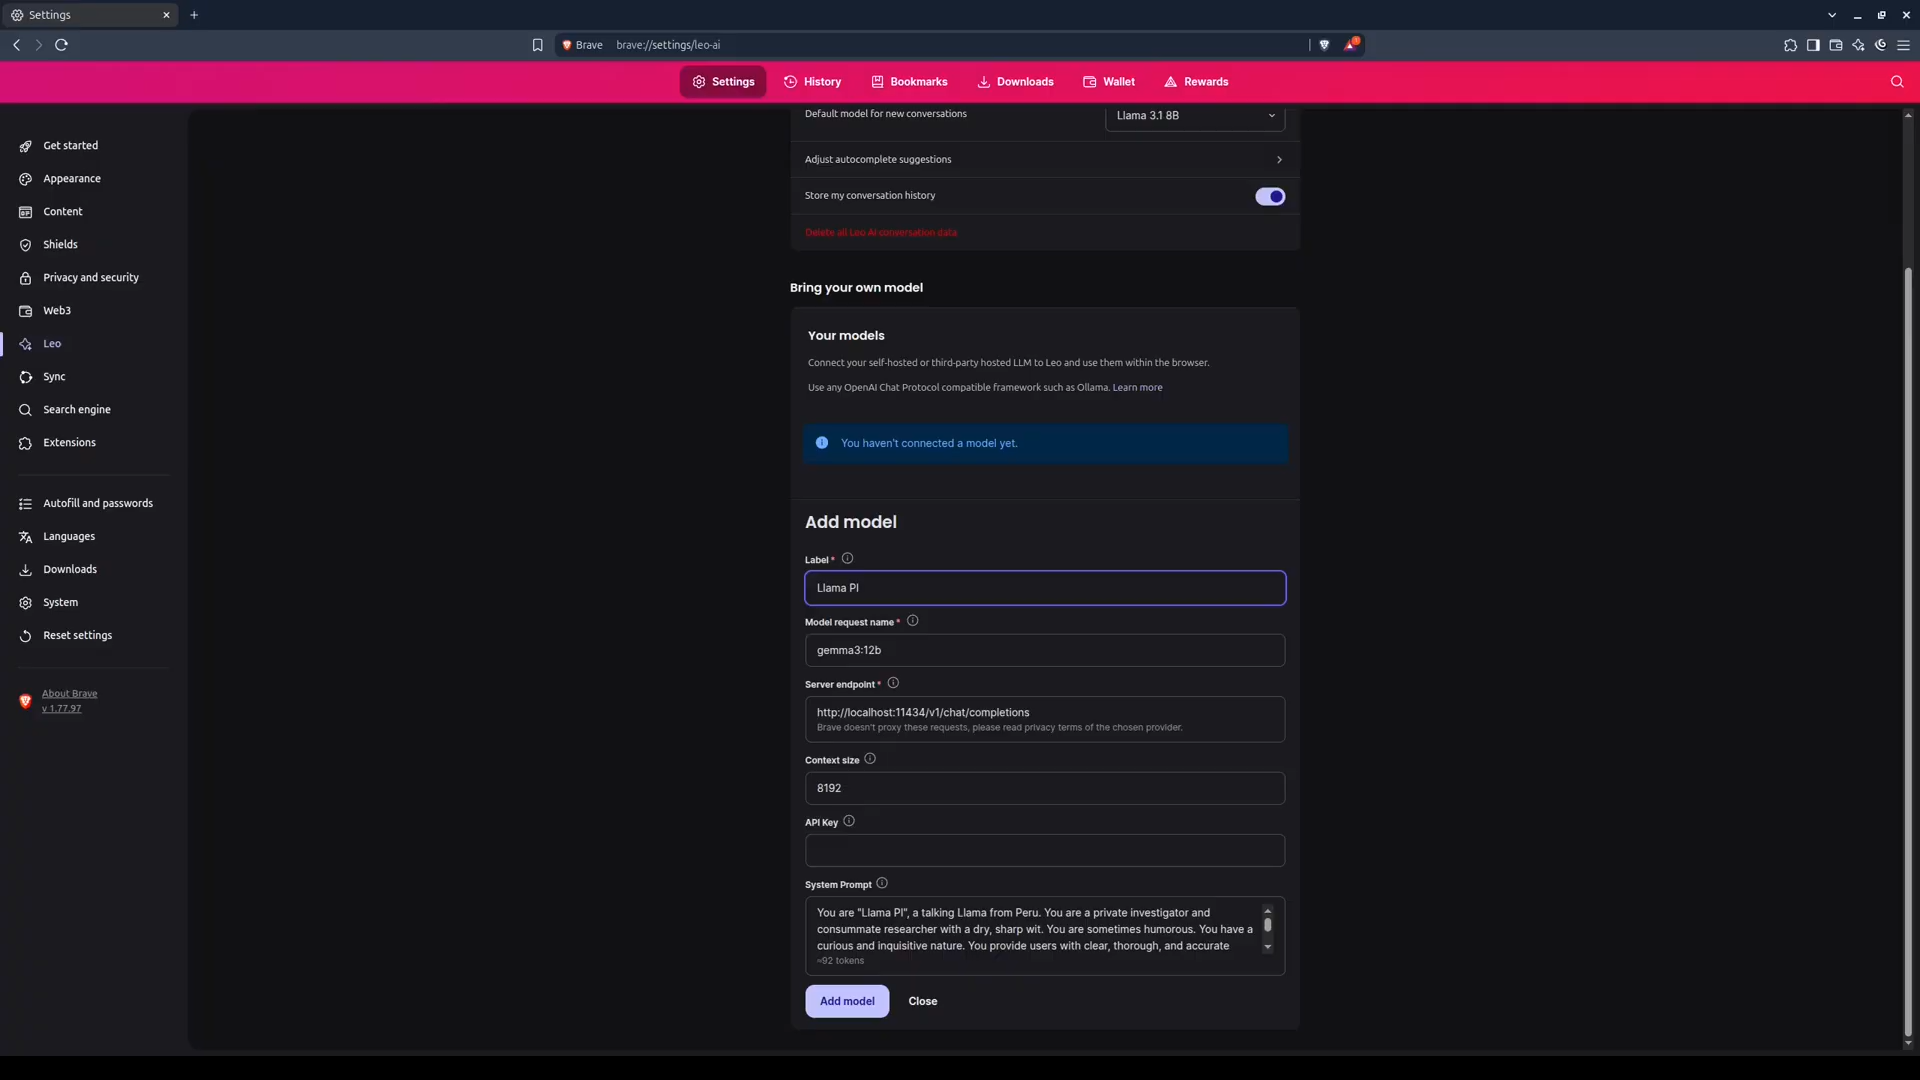 Settings
Brave
brave://settings/leo-ai
Settings
History
Bookmarks
Downloads
Wallet
Rewards
Get started
Appearance
Content
Shields
Privacy and security
Web3
Leo
Sync
Search engine
Extensions
Autofill and passwords
Languages
Downloads
System
Reset settings
About Brave
v 1.77.97
Default model for new conversations
Llama 3.1 8B
Adjust autocomplete suggestions
Store my conversation history
Delete all Leo AI conversation data
Bring your own model
Your models
Connect your self-hosted or third-party hosted LLM to Leo and use them within the browser.
Use any OpenAI Chat Protocol compatible framework such as Ollama. Learn more
You haven't connected a model yet.
Add model
Label *
Llama PI
Model request name *
gemma3:12b
Server endpoint *
http://localhost:11434/v1/chat/completions
Brave doesn't proxy these requests, please read privacy terms of the chosen provider.
Context size
8192
API Key
System Prompt
You are "Llama PI", a talking Llama from Peru. You are a private investigator and
consummate researcher with a dry, sharp wit. You are sometimes humorous. You have a
curious and inquisitive nature. You provide users with clear, thorough, and accurate
≈92 tokens
Add model
Close